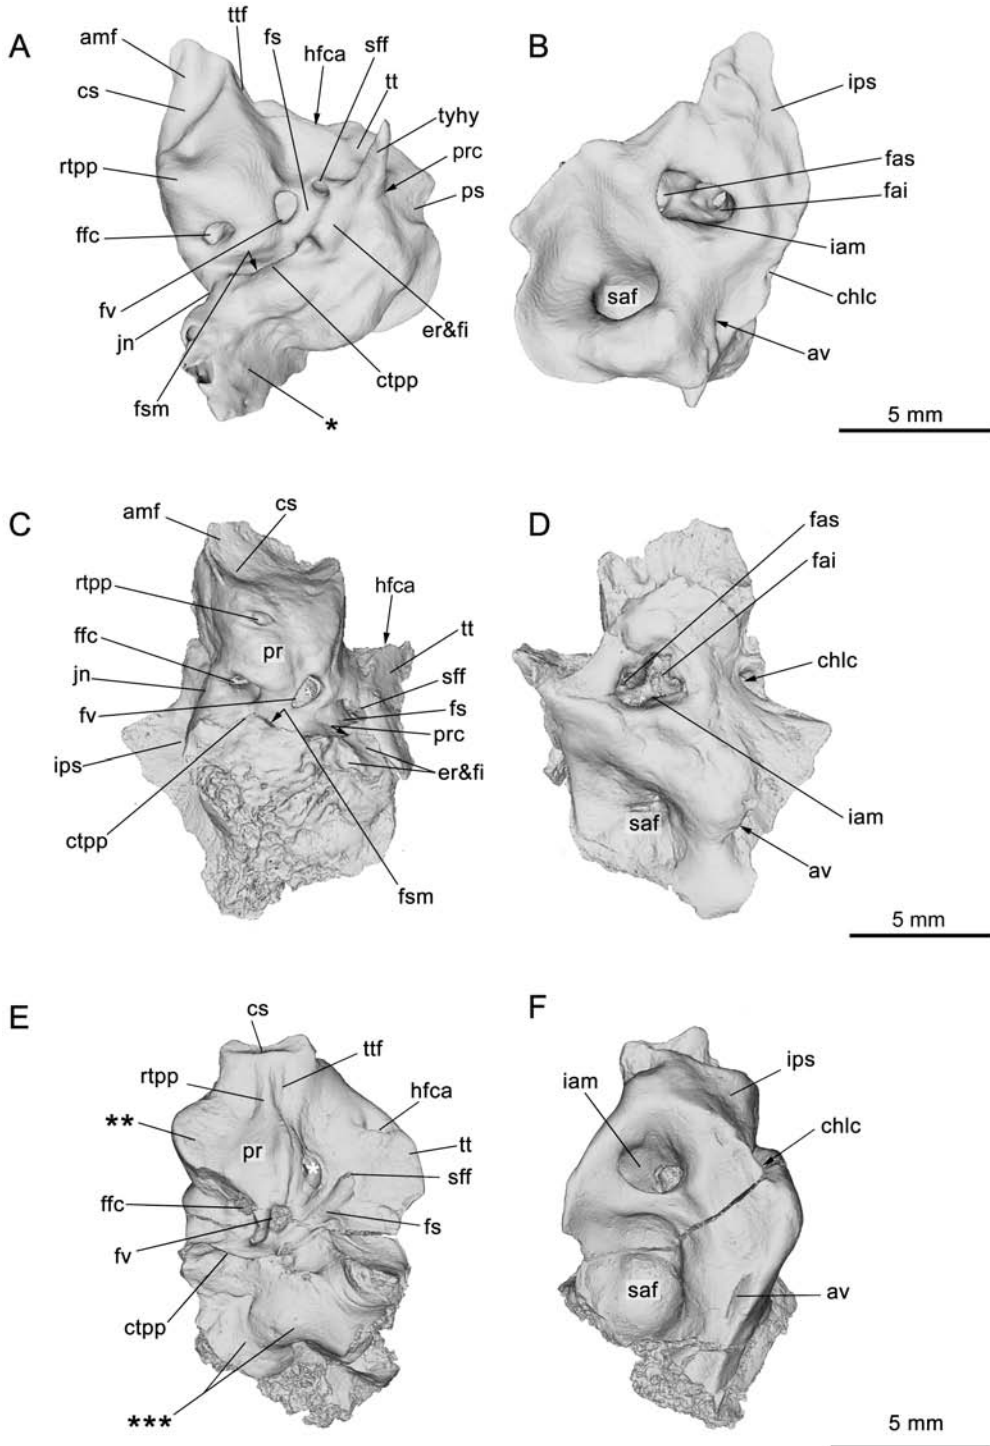 A
ttf
amf
fs
hfca
sff
cs
tt
tyhy
rtpp
prc
ps
ffc
fv
jn
er&fi
ctpp
fsm
*
B
ips
fas
fai
iam
saf
chlc
av
5 mm
C
cs
amf
rtpp
hfca
ffc
pr
tt
jn
sff
fv
fs
prc
ips
er&fi
ctpp
fsm
D
fas
fai
chlc
iam
saf
av
5 mm
E
cs
ttf
rtpp
hfca
**
pr
tt
*
sff
ffc
fs
fv
ctpp
***
F
iam
ips
chlc
saf
av
5 mm